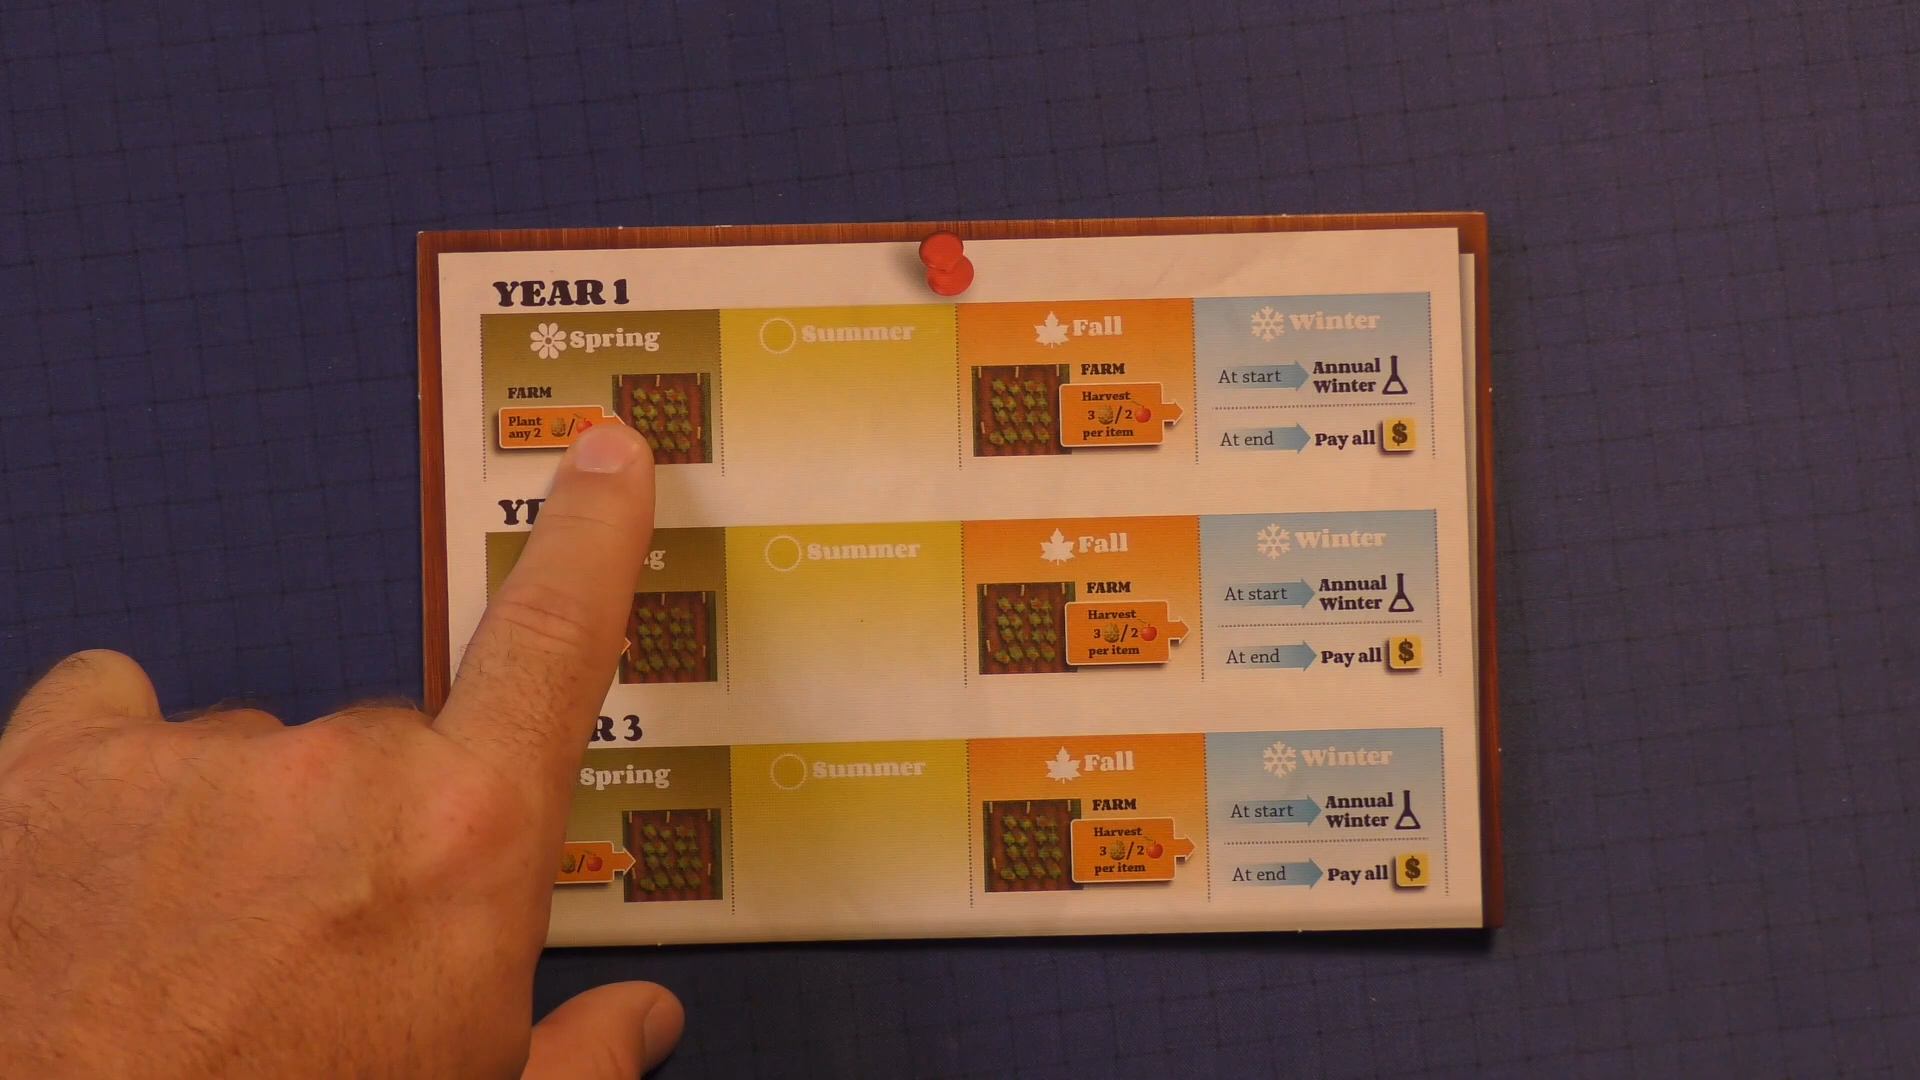 YEAR 1
Spring
Summer
Fall
Winter
FARM
Plant
any 2 /
FARM
Harvest
3 / 2
per item
At start
Annual
Winter
At end
Pay all $
Summer
Fall
Winter
FARM
Harvest
3 / 2
per item
At start
Annual
Winter
At end
Pay all $
3
Spring
Summer
Fall
Winter
/
FARM
Harvest
3 / 2
per item
At start
Annual
Winter
At end
Pay all $